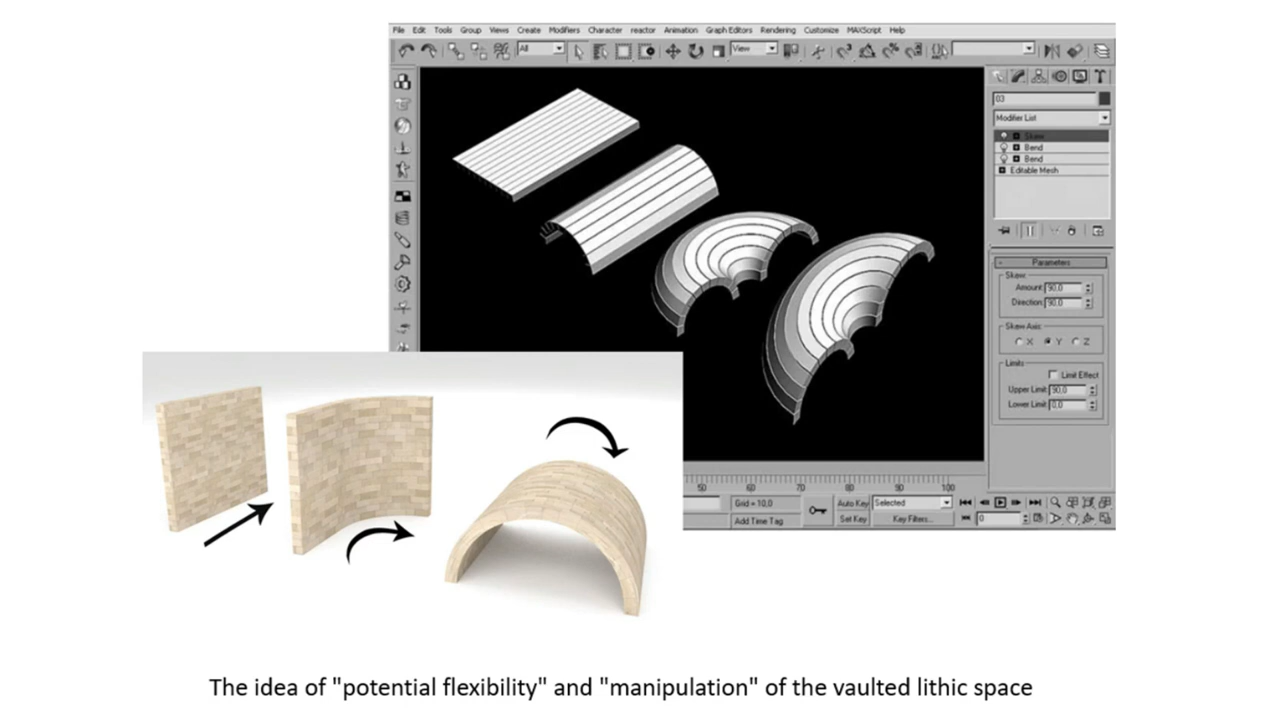 File Edit Tools Group Views Create Modifiers Character reactor Animation Graph Editors Rendering Customize MAXScript Help
All
View
03
Modifier List
Skew
Bend
Bend
Editable Mesh
Parameters
Skew:
Amount: 90,0
Direction: 90,0
Skew Axis:
X Y Z
Limits
Limit Effect
Upper Limit: 90,0
Lower Limit: 0,0
50 60 70 80 90 100
Grid = 10,0
Auto Key Selected
Add Time Tag
Set Key Key Filters...
0
The idea of "potential flexibility" and "manipulation" of the vaulted lithic space